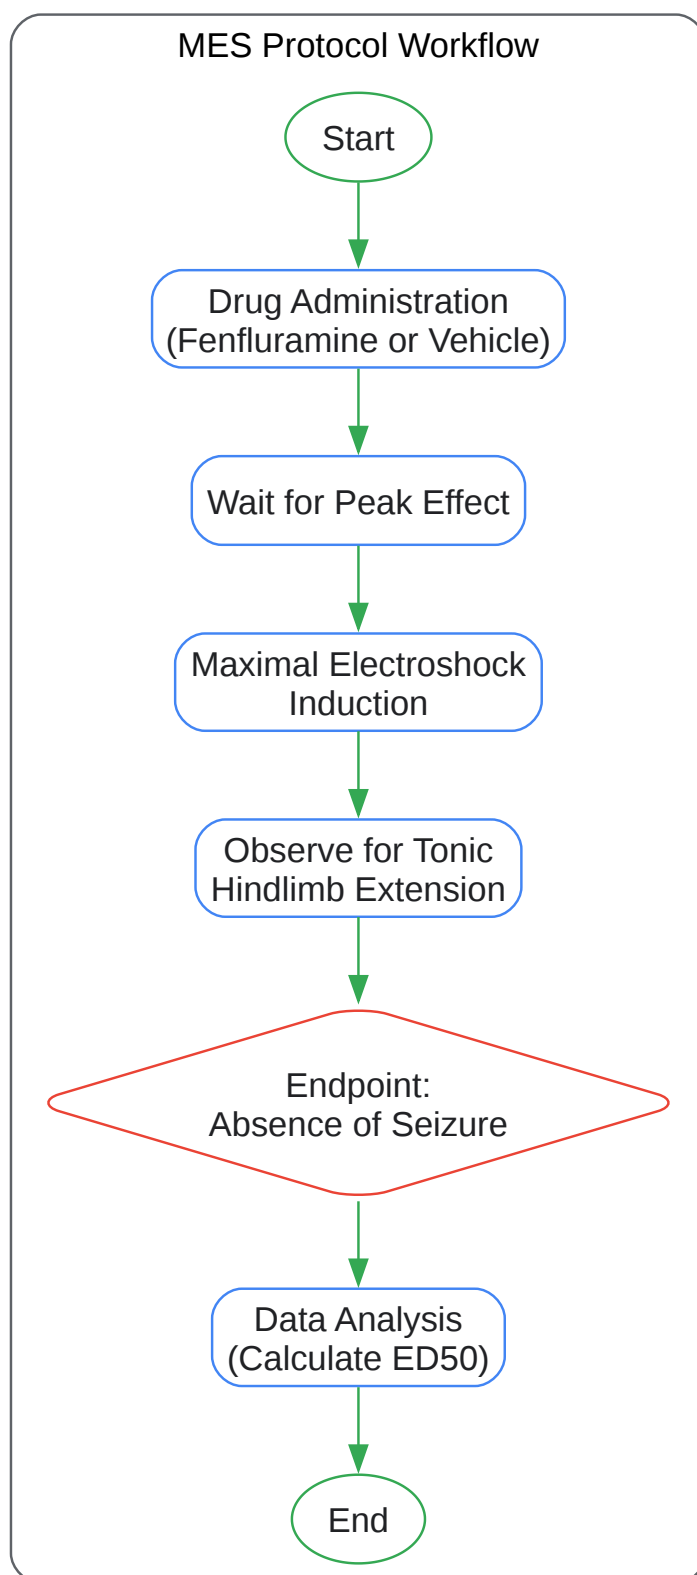 MES Protocol Workflow
Start
Drug Administration
(Fenfluramine or Vehicle)
Wait for Peak Effect
Maximal Electroshock
Induction
Observe for Tonic
Hindlimb Extension
Endpoint:
Absence of Seizure
Data Analysis
(Calculate ED50)
End